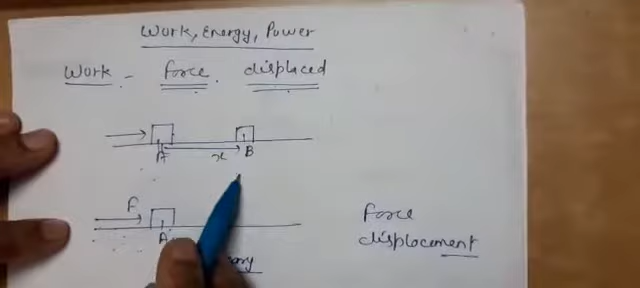 Work, Energy, Power
Work - force . displaced
A x B
F
force
A
displacement